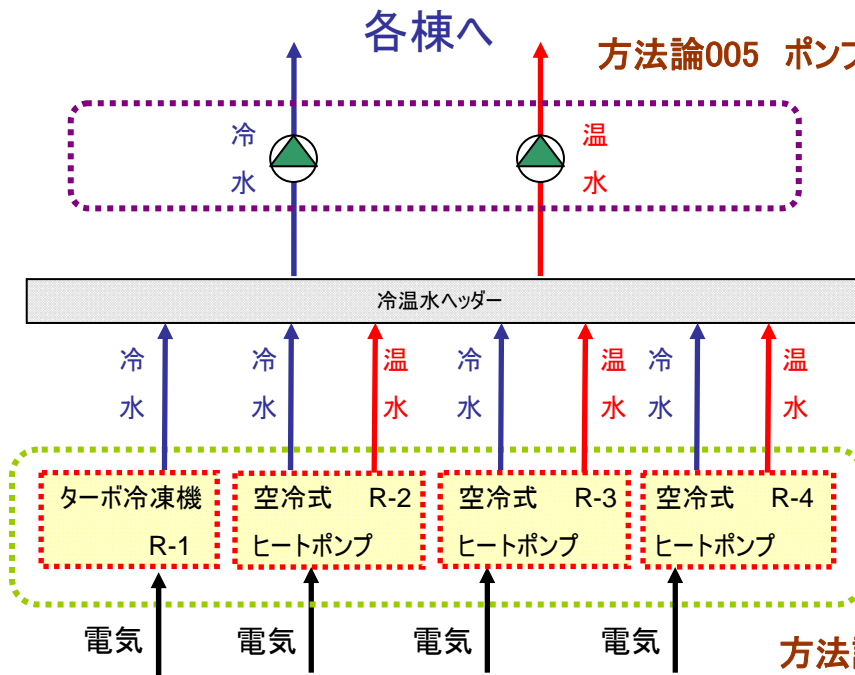 各棟へ
方法論005 ポンプ
冷水
温水
冷温水ヘッダー
冷水
冷水
温水
冷水
温水
冷水
温水
ターボ冷凍機
R-1
空冷式 R-2
ヒートポンプ
空冷式 R-3
ヒートポンプ
空冷式 R-4
ヒートポンプ
電気
電気
電気
電気
方法